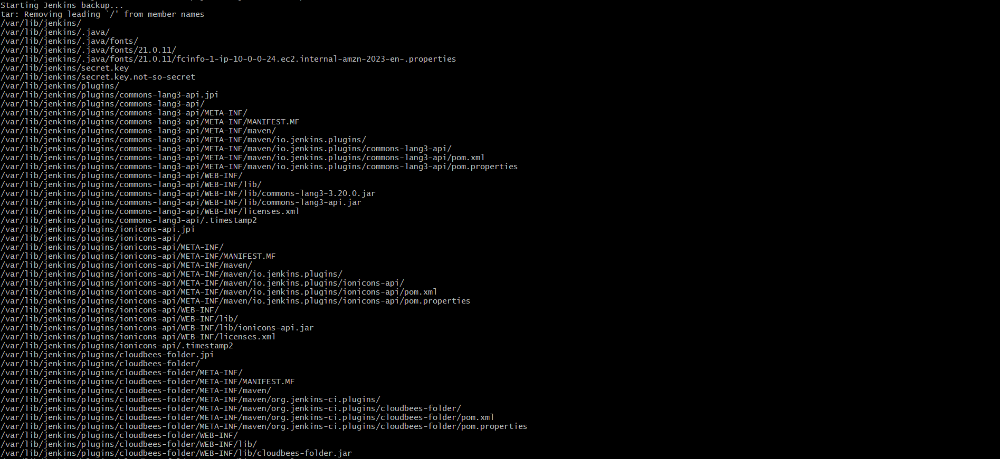 Starting Jenkins backup...
tar: Removing leading `/' from member names
/var/lib/jenkins/
/var/lib/jenkins/.java/
/var/lib/jenkins/.java/fonts/
/var/lib/jenkins/.java/fonts/21.0.11/
/var/lib/jenkins/.java/fonts/21.0.11/fcinfo-1-ip-10-0-0-24.ec2.internal-amzn-2023-en-.properties
/var/lib/jenkins/secret.key
/var/lib/jenkins/secret.key.not-so-secret
/var/lib/jenkins/plugins/
/var/lib/jenkins/plugins/commons-lang3-api.jpi
/var/lib/jenkins/plugins/commons-lang3-api/
/var/lib/jenkins/plugins/commons-lang3-api/META-INF/
/var/lib/jenkins/plugins/commons-lang3-api/META-INF/MANIFEST.MF
/var/lib/jenkins/plugins/commons-lang3-api/META-INF/maven/
/var/lib/jenkins/plugins/commons-lang3-api/META-INF/maven/io.jenkins.plugins/
/var/lib/jenkins/plugins/commons-lang3-api/META-INF/maven/io.jenkins.plugins/commons-lang3-api/
/var/lib/jenkins/plugins/commons-lang3-api/META-INF/maven/io.jenkins.plugins/commons-lang3-api/pom.xml
/var/lib/jenkins/plugins/commons-lang3-api/META-INF/maven/io.jenkins.plugins/commons-lang3-api/pom.properties
/var/lib/jenkins/plugins/commons-lang3-api/WEB-INF/
/var/lib/jenkins/plugins/commons-lang3-api/WEB-INF/lib/
/var/lib/jenkins/plugins/commons-lang3-api/WEB-INF/lib/commons-lang3-3.20.0.jar
/var/lib/jenkins/plugins/commons-lang3-api/WEB-INF/lib/commons-lang3-api.jar
/var/lib/jenkins/plugins/commons-lang3-api/WEB-INF/licenses.xml
/var/lib/jenkins/plugins/commons-lang3-api/.timestamp2
/var/lib/jenkins/plugins/ionicons-api.jpi
/var/lib/jenkins/plugins/ionicons-api/
/var/lib/jenkins/plugins/ionicons-api/META-INF/
/var/lib/jenkins/plugins/ionicons-api/META-INF/MANIFEST.MF
/var/lib/jenkins/plugins/ionicons-api/META-INF/maven/
/var/lib/jenkins/plugins/ionicons-api/META-INF/maven/io.jenkins.plugins/
/var/lib/jenkins/plugins/ionicons-api/META-INF/maven/io.jenkins.plugins/ionicons-api/
/var/lib/jenkins/plugins/ionicons-api/META-INF/maven/io.jenkins.plugins/ionicons-api/pom.xml
/var/lib/jenkins/plugins/ionicons-api/META-INF/maven/io.jenkins.plugins/ionicons-api/pom.properties
/var/lib/jenkins/plugins/ionicons-api/WEB-INF/
/var/lib/jenkins/plugins/ionicons-api/WEB-INF/lib/
/var/lib/jenkins/plugins/ionicons-api/WEB-INF/lib/ionicons-api.jar
/var/lib/jenkins/plugins/ionicons-api/WEB-INF/licenses.xml
/var/lib/jenkins/plugins/ionicons-api/.timestamp2
/var/lib/jenkins/plugins/cloudbees-folder.jpi
/var/lib/jenkins/plugins/cloudbees-folder/
/var/lib/jenkins/plugins/cloudbees-folder/META-INF/
/var/lib/jenkins/plugins/cloudbees-folder/META-INF/MANIFEST.MF
/var/lib/jenkins/plugins/cloudbees-folder/META-INF/maven/
/var/lib/jenkins/plugins/cloudbees-folder/META-INF/maven/org.jenkins-ci.plugins/
/var/lib/jenkins/plugins/cloudbees-folder/META-INF/maven/org.jenkins-ci.plugins/cloudbees-folder/
/var/lib/jenkins/plugins/cloudbees-folder/META-INF/maven/org.jenkins-ci.plugins/cloudbees-folder/pom.xml
/var/lib/jenkins/plugins/cloudbees-folder/META-INF/maven/org.jenkins-ci.plugins/cloudbees-folder/pom.properties
/var/lib/jenkins/plugins/cloudbees-folder/WEB-INF/
/var/lib/jenkins/plugins/cloudbees-folder/WEB-INF/lib/
/var/lib/jenkins/plugins/cloudbees-folder/WEB-INF/lib/cloudbees-folder.jar